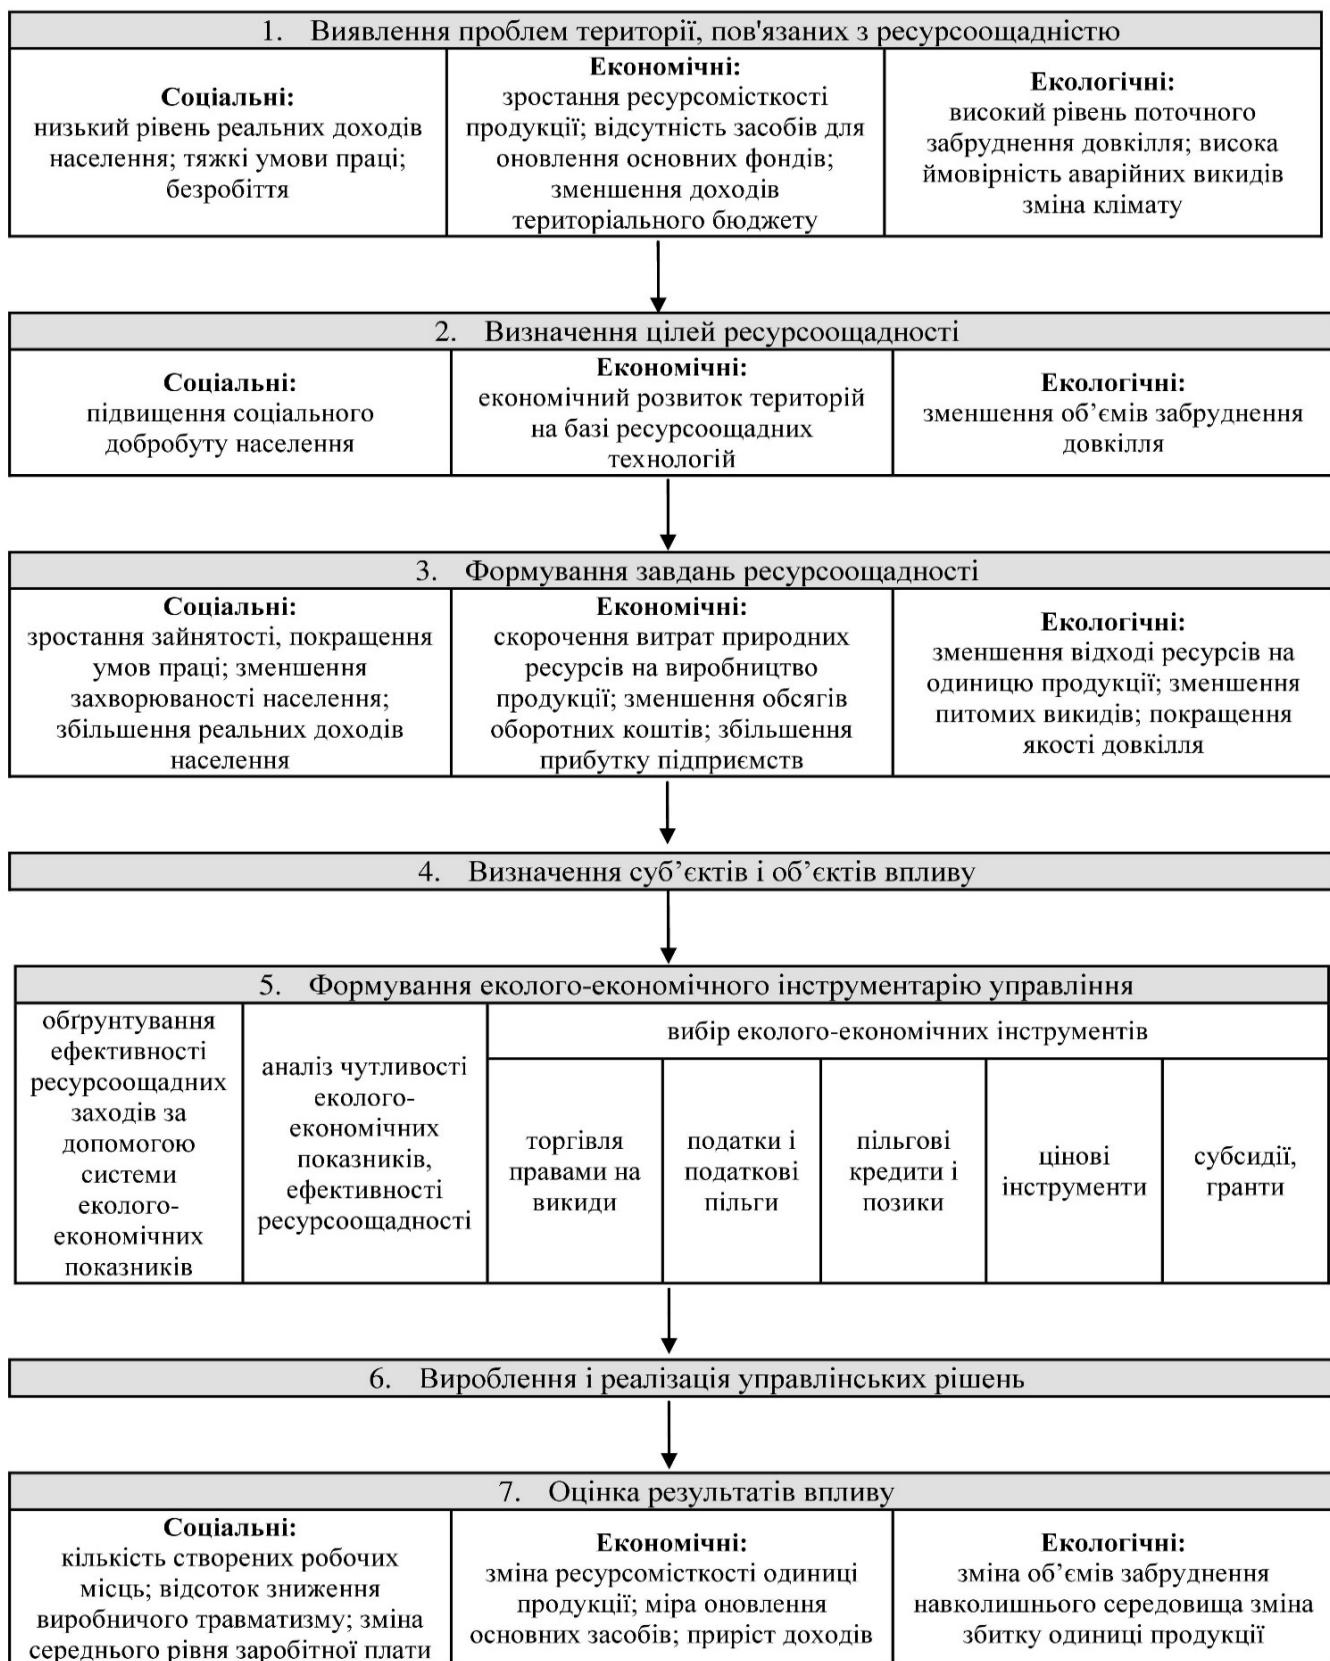 1. Виявлення проблем території, пов'язаних з ресурсоощадністю
Соціальні:
низький рівень реальних доходів
населення; тяжкі умови праці;
безробіття
Економічні:
зростання ресурсомісткості
продукції; відсутність засобів для
оновлення основних фондів;
зменшення доходів
територіального бюджету
Екологічні:
високий рівень поточного
забруднення довкілля; висока
ймовірність аварійних викидів
зміна клімату
2. Визначення цілей ресурсоощадності
Соціальні:
підвищення соціального
добробуту населення
Економічні:
економічний розвиток територій
на базі ресурсоощадних
технологій
Екологічні:
зменшення об’ємів забруднення
довкілля
3. Формування завдань ресурсоощадності
Соціальні:
зростання зайнятості, покращення
умов праці; зменшення
захворюваності населення;
збільшення реальних доходів
населення
Економічні:
скорочення витрат природних
ресурсів на виробництво
продукції; зменшення обсягів
оборотних коштів; збільшення
прибутку підприємств
Екологічні:
зменшення відході ресурсів на
одиницю продукції; зменшення
питомих викидів; покращення
якості довкілля
4. Визначення суб’єктів і об’єктів впливу
5. Формування еколого-економічного інструментарію управління
обґрунтування
ефективності
ресурсоощадних
заходів за
допомогою
системи
еколого-
економічних
показників
аналіз чутливості
еколого-
економічних
показників,
ефективності
ресурсоощадності
вибір еколого-економічних інструментів
торгівля
правами на
викиди
податки і
податкові
пільги
пільгові
кредити і
позики
цінові
інструменти
субсидії,
гранти
6. Вироблення і реалізація управлінських рішень
7. Оцінка результатів впливу
Соціальні:
кількість створених робочих
місць; відсоток зниження
виробничого травматизму; зміна
середнього рівня заробітної плати
Економічні:
зміна ресурсомісткості одиниці
продукції; міра оновлення
основних засобів; приріст доходів
Екологічні:
зміна об’ємів забруднення
навколишнього середовища зміна
збитку одиниці продукції